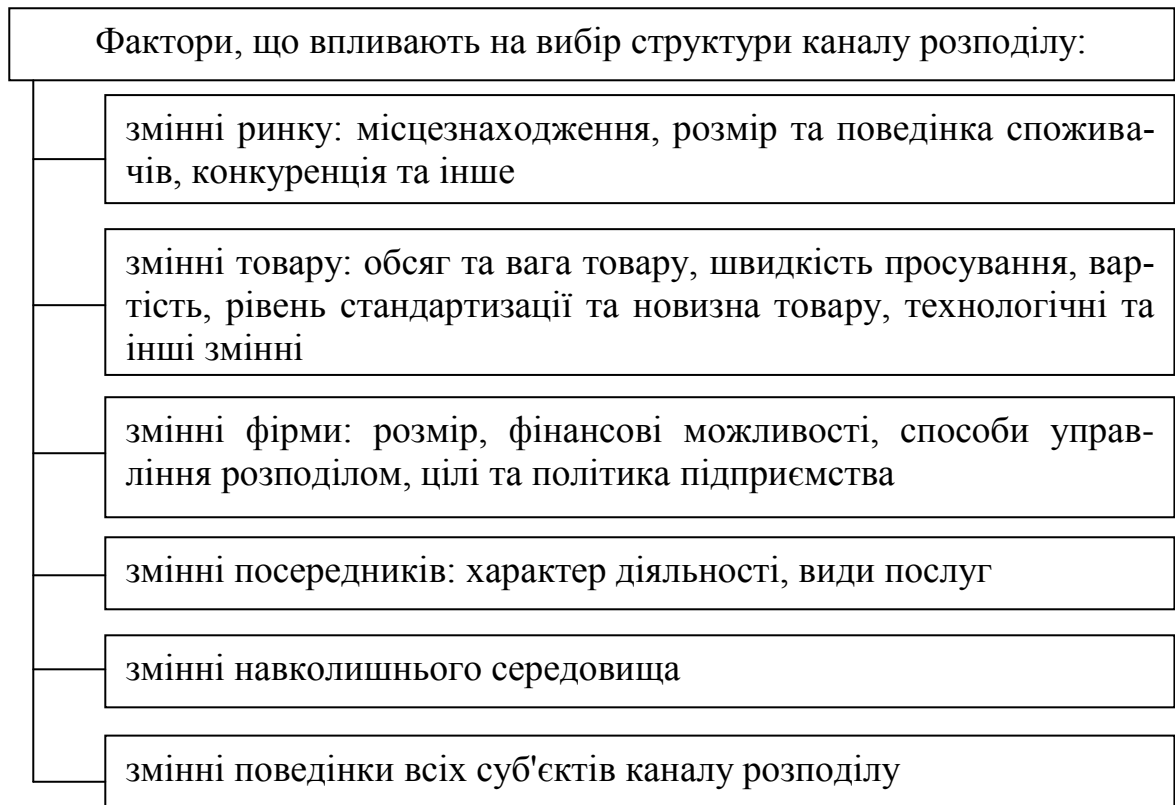 Фактори, що впливають на вибір структури каналу розподілу:
змінні ринку: місцезнаходження, розмір та поведінка спожива-
чів, конкуренція та інше
змінні товару: обсяг та вага товару, швидкість просування, вар-
тість, рівень стандартизації та новизна товару, технологічні та
інші змінні
змінні фірми: розмір, фінансові можливості, способи управ-
ління розподілом, цілі та політика підприємства
змінні посередників: характер діяльності, види послуг
змінні навколишнього середовища
змінні поведінки всіх суб'єктів каналу розподілу